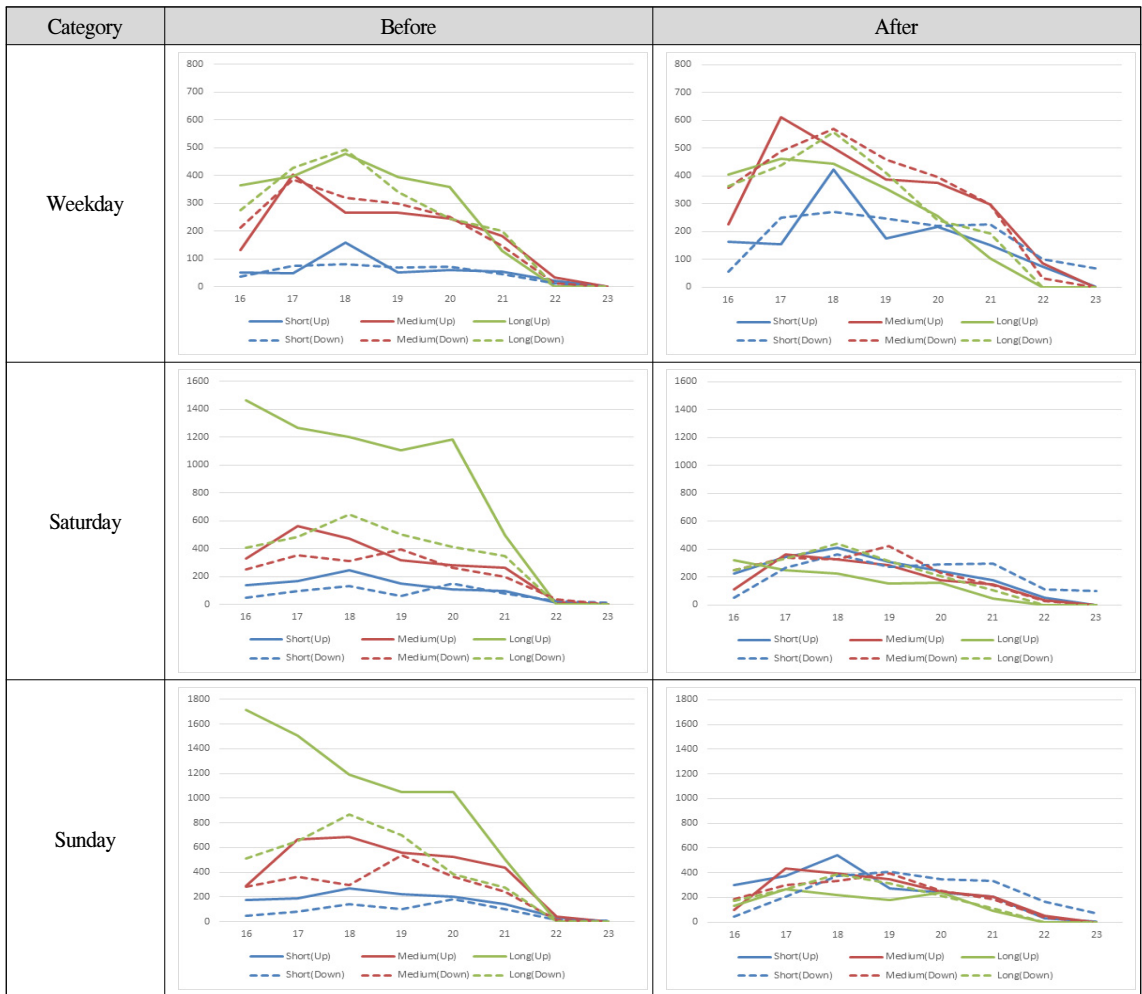 Category Before After
Weekday
800
700
600
500
400
300
200
100
0
16 17 18 19 20 21 22 23
Short(Up) Medium(Up) Long(Up)
Short(Down) Medium(Down) Long(Down)
800
700
600
500
400
300
200
100
0
16 17 18 19 20 21 22 23
Short(Up) Medium(Up) Long(Up)
Short(Down) Medium(Down) Long(Down)
Saturday
1600
1400
1200
1000
800
600
400
200
0
16 17 18 19 20 21 22 23
Short(Up) Medium(Up) Long(Up)
Short(Down) Medium(Down) Long(Down)
1600
1400
1200
1000
800
600
400
200
0
16 17 18 19 20 21 22 23
Short(Up) Medium(Up) Long(Up)
Short(Down) Medium(Down) Long(Down)
Sunday
1800
1600
1400
1200
1000
800
600
400
200
0
16 17 18 19 20 21 22 23
Short(Up) Medium(Up) Long(Up)
Short(Down) Medium(Down) Long(Down)
1800
1600
1400
1200
1000
800
600
400
200
0
16 17 18 19 20 21 22 23
Short(Up) Medium(Up) Long(Up)
Short(Down) Medium(Down) Long(Down)